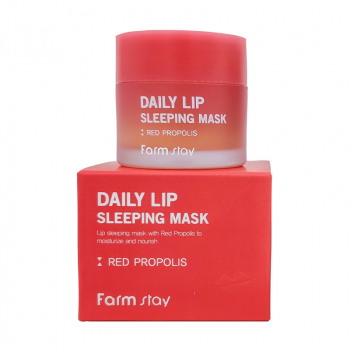 DAILY LIP
SLEEPING MASK
RED PROPOLIS
Farm stay
DAILY LIP
SLEEPING MASK
Lip sleeping mask with Red Propolis to
moisturize and nourish
RED PROPOLIS
Farm stay